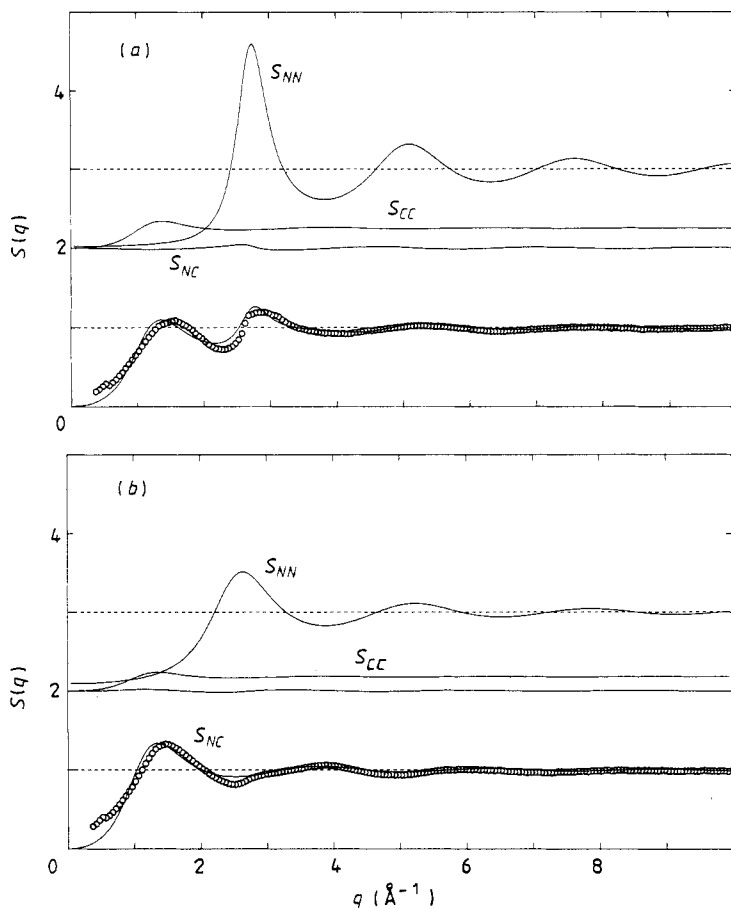 (a)
S_NN
4
S_CC
S(q)
2
S_NC
0
(b)
4
S_NN
S_CC
S(q)
2
S_NC
0 2 4 6 8
q (Å⁻¹)